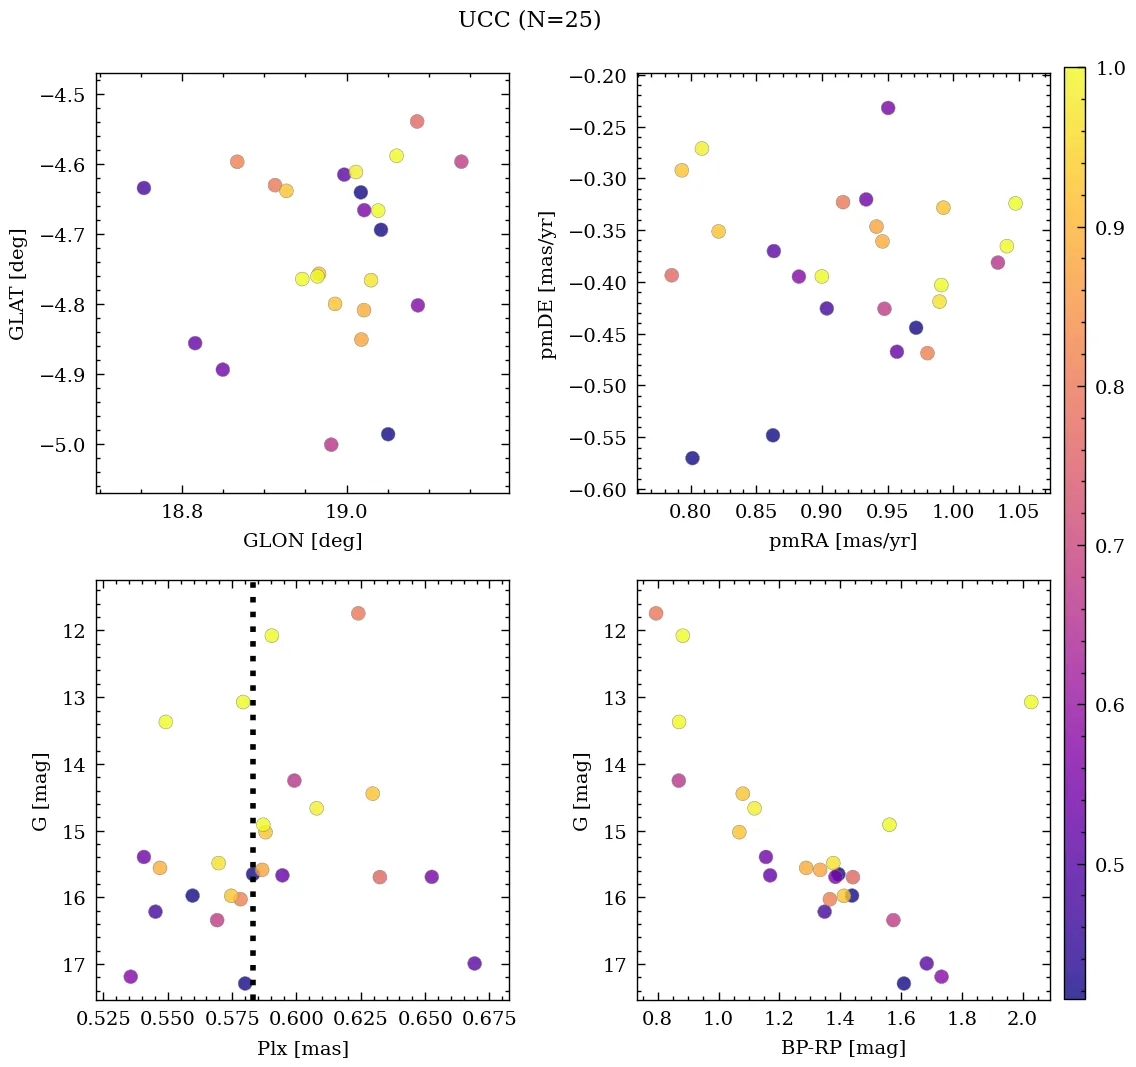 UCC (N=25)
−4.5
−4.6
−4.7
−4.8
−4.9
−5.0
GLAT [deg]
18.8 19.0
GLON [deg]
−0.20
−0.25
−0.30
−0.35
−0.40
−0.45
−0.50
−0.55
−0.60
pmDE [mas/yr]
0.80 0.85 0.90 0.95 1.00 1.05
pmRA [mas/yr]
12
13
14
15
16
17
G [mag]
0.525 0.550 0.575 0.600 0.625 0.650 0.675
Plx [mas]
12
13
14
15
16
17
G [mag]
0.8 1.0 1.2 1.4 1.6 1.8 2.0
BP-RP [mag]
1.0
0.9
0.8
0.7
0.6
0.5